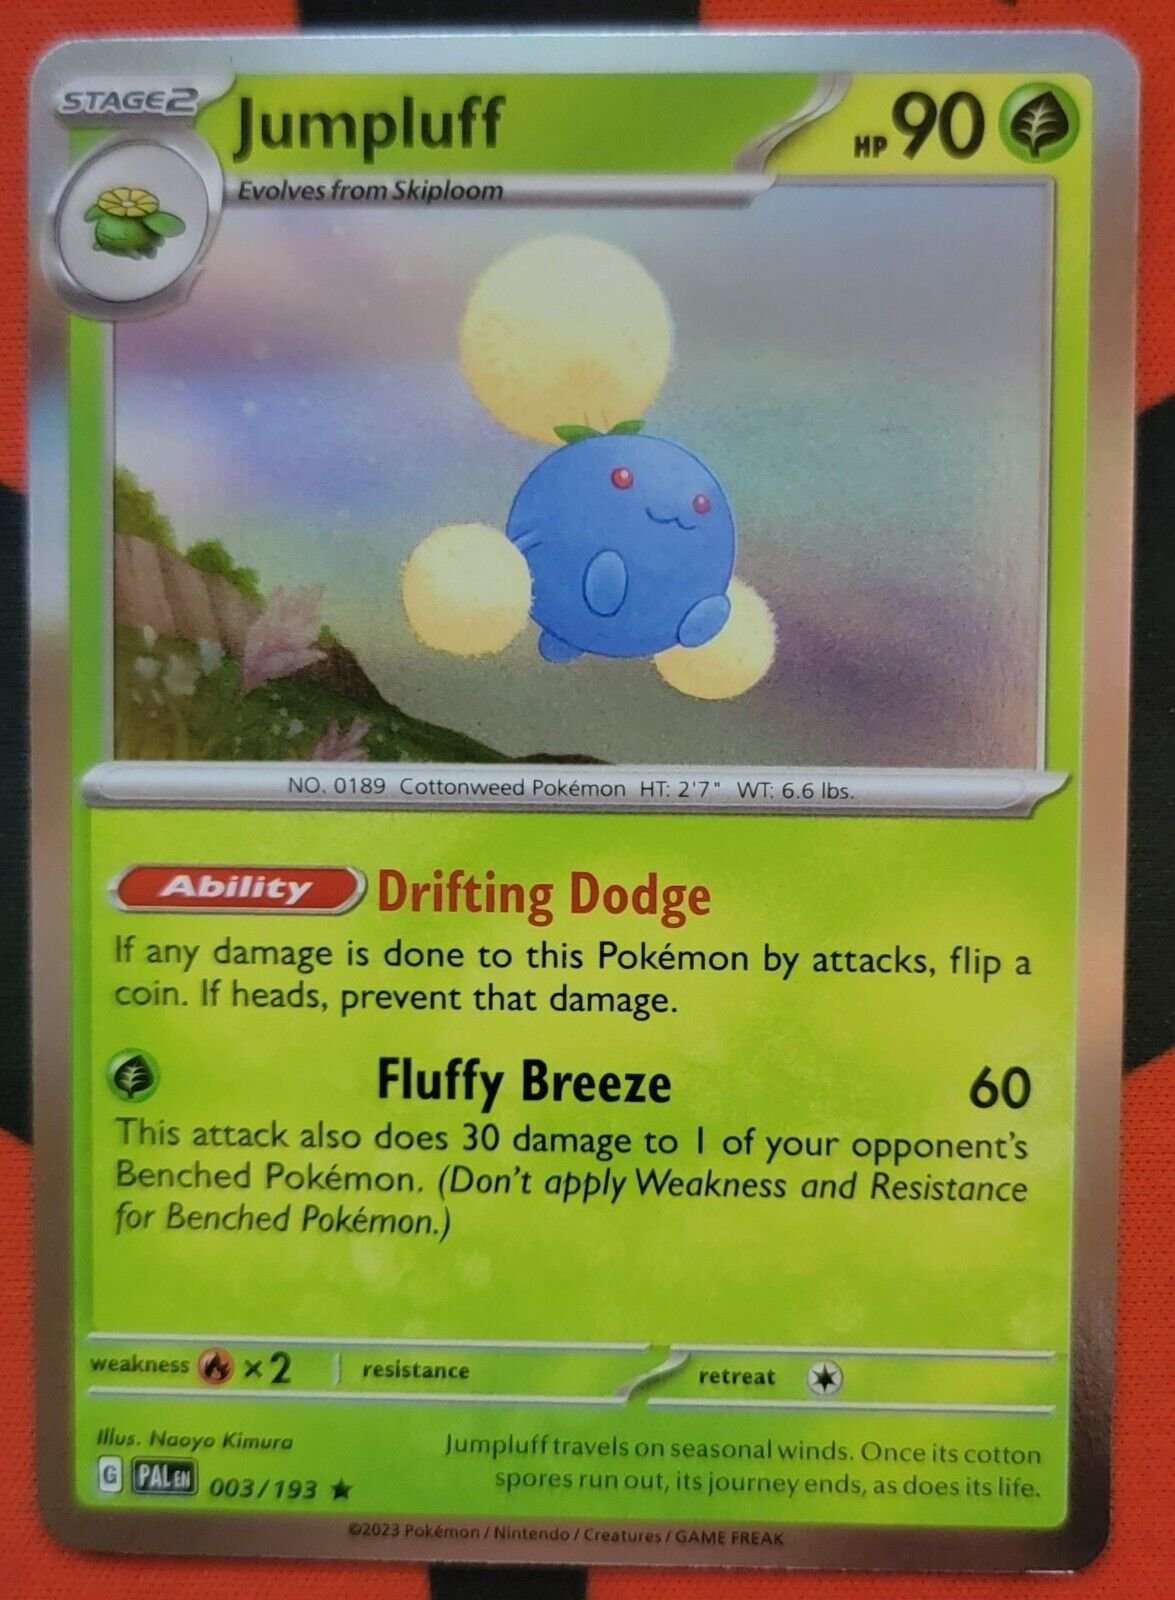 STAGE2
Jumpluff
HP 90
Evolves from Skiploom
NO. 0189 Cottonweed Pokémon HT: 2'7" WT: 6.6 lbs.
Ability Drifting Dodge
If any damage is done to this Pokémon by attacks, flip a
coin. If heads, prevent that damage.
Fluffy Breeze 60
This attack also does 30 damage to 1 of your opponent's
Benched Pokémon. (Don't apply Weakness and Resistance
for Benched Pokémon.)
weakness ×2 resistance retreat
Illus. Naoyo Kimura
G PAL EN 003/193 ★
Jumpluff travels on seasonal winds. Once its cotton
spores run out, its journey ends, as does its life.
©2023 Pokémon / Nintendo / Creatures / GAME FREAK